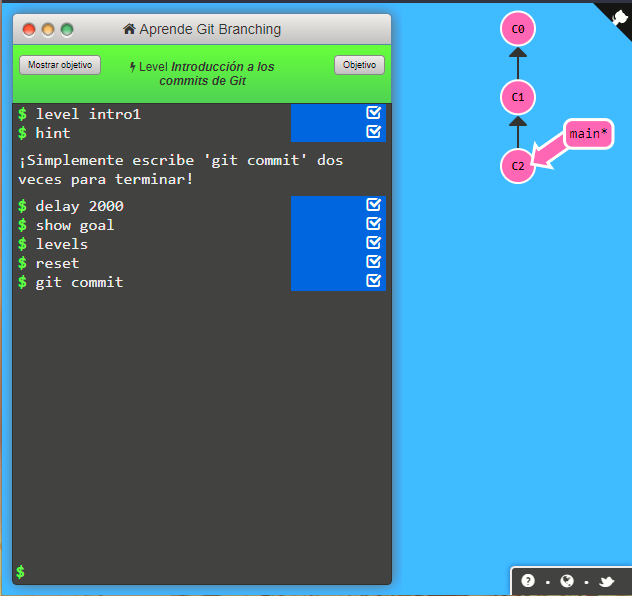 Aprende Git Branching
Mostrar objetivo
Level Introducción a los
commits de Git
Objetivo
$ level intro1
$ hint
¡Simplemente escribe 'git commit' dos
veces para terminar!
$ delay 2000
$ show goal
$ levels
$ reset
$ git commit
$
C0
C1
main*
C2
?